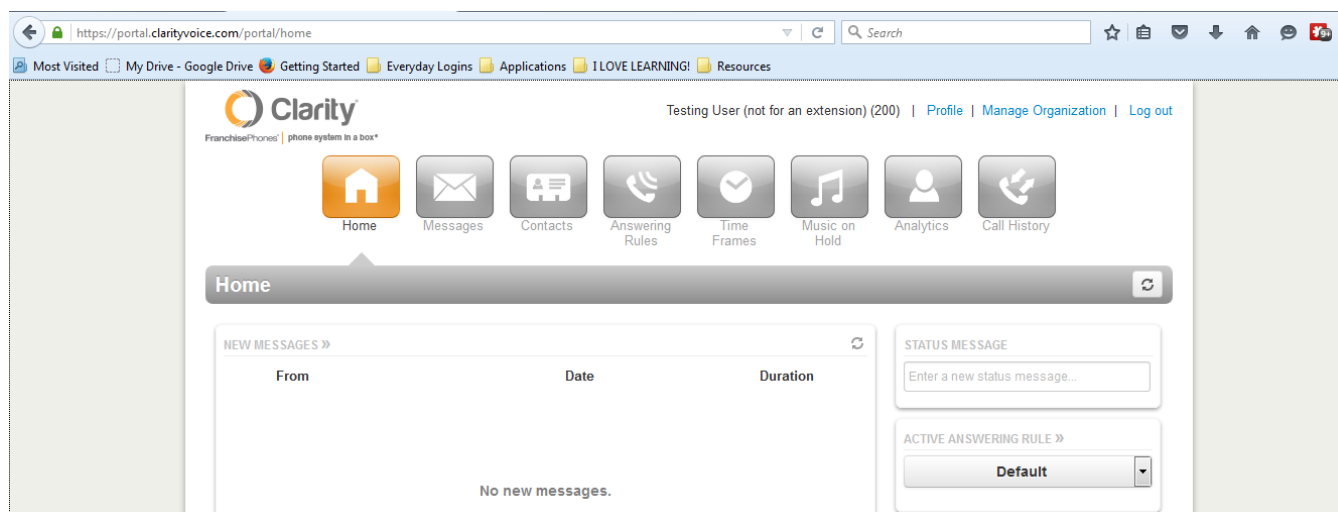 https://portal.clarityvoice.com/portal/home
Search
Most Visited My Drive - Google Drive Getting Started Everyday Logins Applications I LOVE LEARNING! Resources
Clarity
FranchisePhones' | phone system in a box*
Testing User (not for an extension) (200) | Profile | Manage Organization | Log out
Home
Messages
Contacts
Answering
Rules
Time
Frames
Music on
Hold
Analytics
Call History
Home
NEW MESSAGES »
From Date Duration
No new messages.
STATUS MESSAGE
Enter a new status message...
ACTIVE ANSWERING RULE »
Default